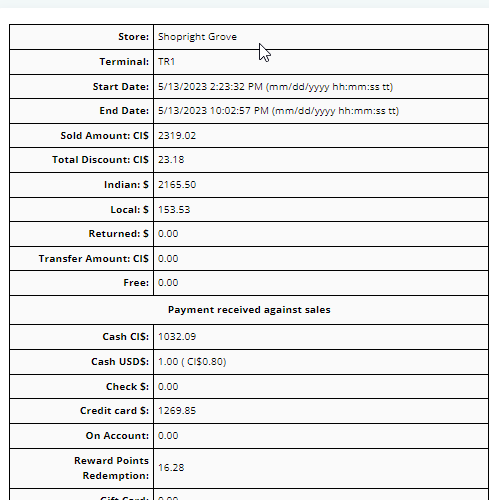 Store: Shopright Grove
Terminal: TR1
Start Date: 5/13/2023 2:23:32 PM (mm/dd/yyyy hh:mm:ss tt)
End Date: 5/13/2023 10:02:57 PM (mm/dd/yyyy hh:mm:ss tt)
Sold Amount: CI$ 2319.02
Total Discount: CI$ 23.18
Indian: $ 2165.50
Local: $ 153.53
Returned: $ 0.00
Transfer Amount: CI$ 0.00
Free: 0.00
Payment received against sales
Cash CI$: 1032.09
Cash USD$: 1.00 ( CI$0.80)
Check $: 0.00
Credit card $: 1269.85
On Account: 0.00
Reward Points
Redemption: 16.28
Gift Card: 0.00